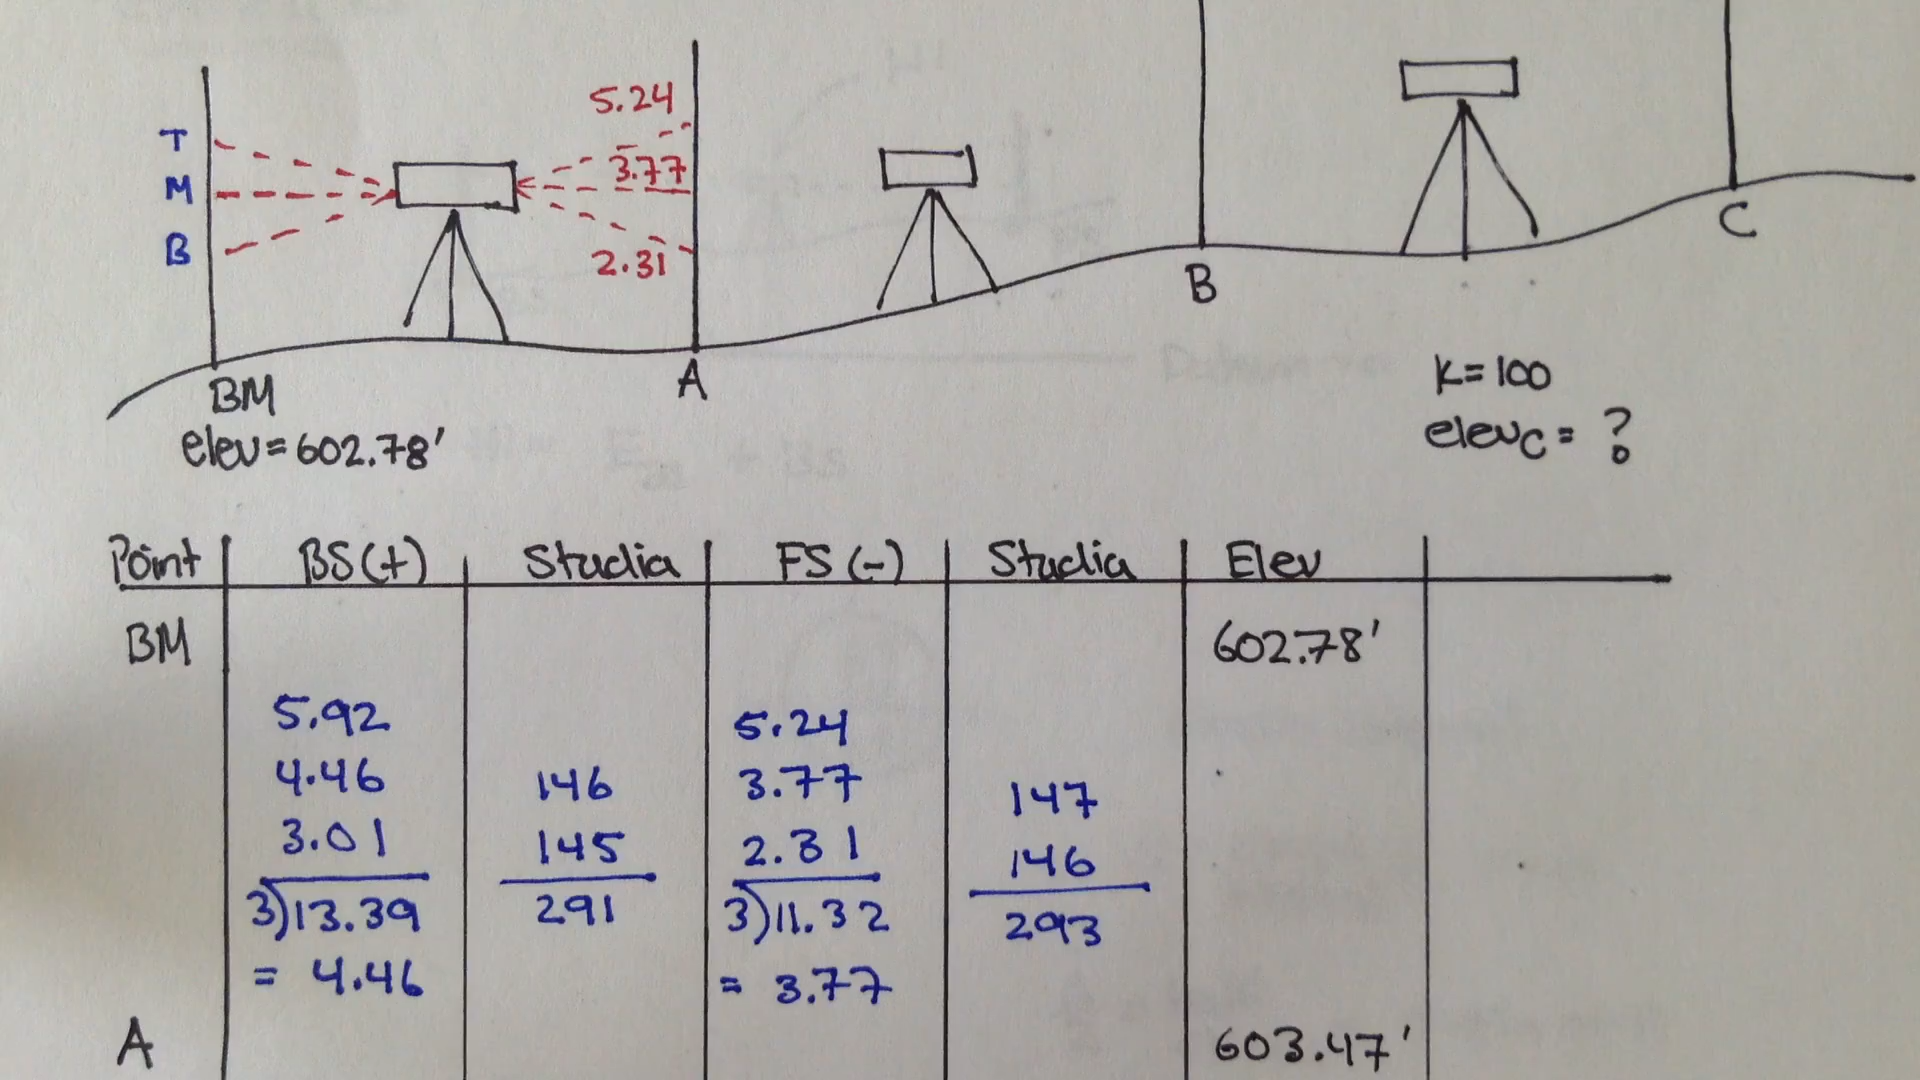 T
M
B
5.24
3.77
2.31
BM
elev = 602.78'
A
B
C
K=100
elev C = ?
Point BS(+) Stadia FS(-) Stadia Elev
BM 602.78'
5.92 5.24
4.46 146 3.77 147
3.01 145 2.31 146
3)13.39 291 3)11.32 293
= 4.46 = 3.77
A 603.47'